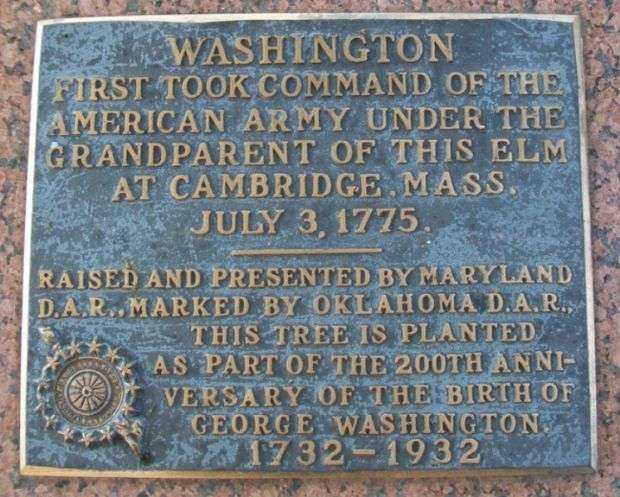 WASHINGTON
FIRST TOOK COMMAND OF THE
AMERICAN ARMY UNDER THE
GRANDPARENT OF THIS ELM
AT CAMBRIDGE. MASS.
JULY 3, 1775.
RAISED AND PRESENTED BY MARYLAND
D.A.R., MARKED BY OKLAHOMA D.A.R.,
THIS TREE IS PLANTED
AS PART OF THE 200TH ANNI-
VERSARY OF THE BIRTH OF
GEORGE WASHINGTON.
1732-1932